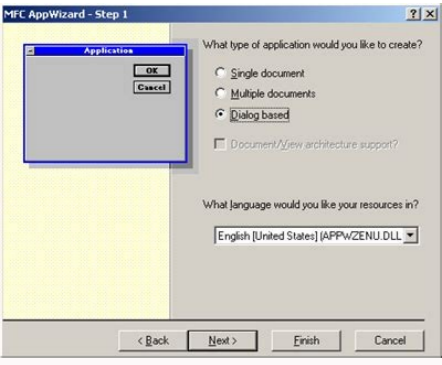 MFC AppWizard - Step 1
Application
OK
Cancel
What type of application would you like to create?
Single document
Multiple documents
Dialog based
Document/View architecture support?
What language would you like your resources in?
English [United States] (APPWZENU.DLL
< Back
Next >
Finish
Cancel